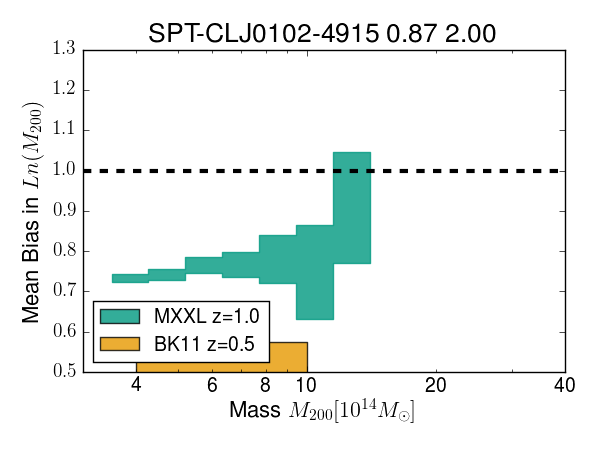 SPT-CLJ0102-4915 0.87 2.00
Mean Bias in Ln(M₂₀₀)
1.3
1.2
1.1
1.0
0.9
0.8
0.7
0.6
0.5
MXXL z=1.0
BK11 z=0.5
4 6 8 10 20 40
Mass M₂₀₀[10¹⁴M☉]